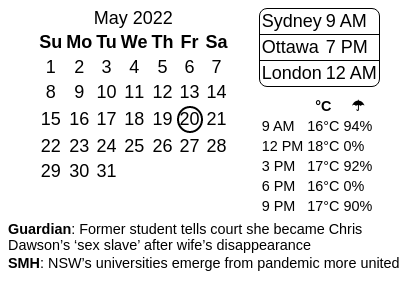 May 2022
Su Mo Tu We Th Fr Sa
1 2 3 4 5 6 7
8 9 10 11 12 13 14
15 16 17 18 19 20 21
22 23 24 25 26 27 28
29 30 31
Sydney 9 AM
Ottawa 7 PM
London 12 AM
°C ☂
9 AM 16°C 94%
12 PM 18°C 0%
3 PM 17°C 92%
6 PM 16°C 0%
9 PM 17°C 90%
Guardian: Former student tells court she became Chris
Dawson's ‘sex slave’ after wife's disappearance
SMH: NSW's universities emerge from pandemic more united